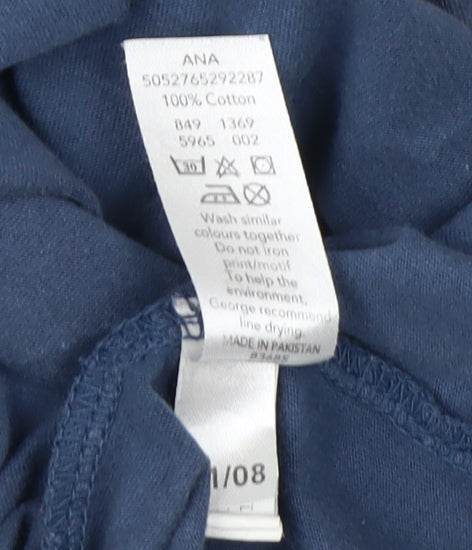 ANA
5052765292287
100% Cotton
849 1369
5965 002
30
Wash similar
colours together
Do not iron
print/motif
To help the
environment,
George recommend
line drying.
MADE IN PAKISTAN
1/08